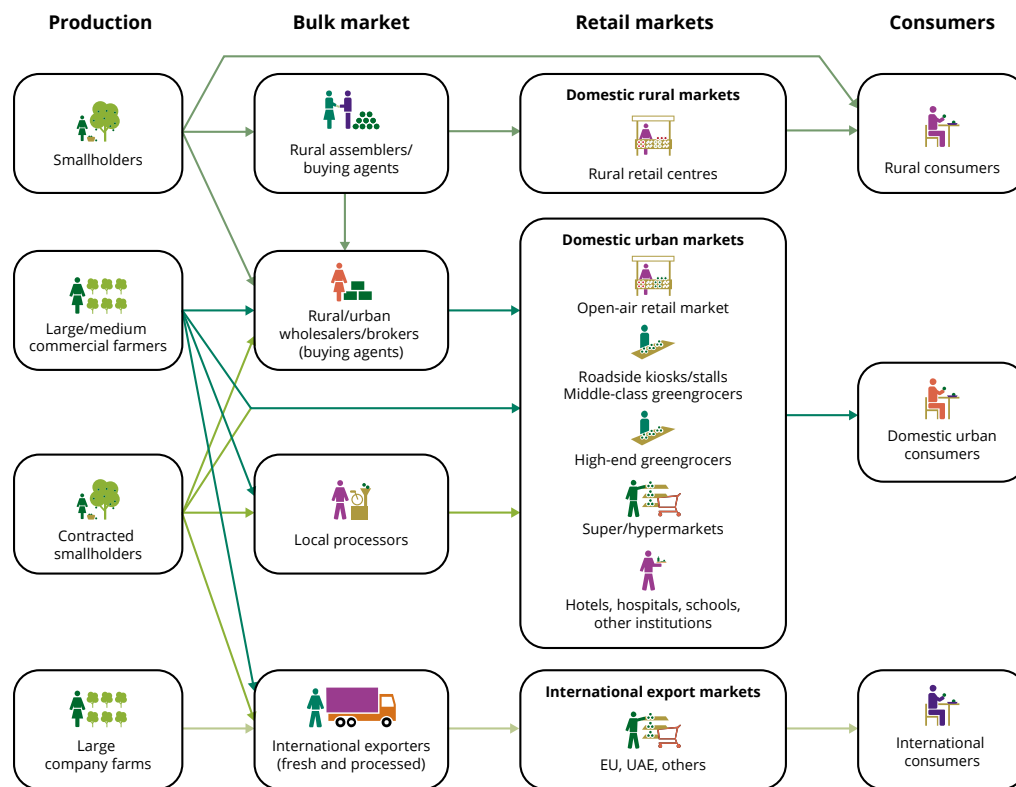 Production
Bulk market
Retail markets
Consumers
Smallholders
Rural assemblers/
buying agents
Domestic rural markets
Rural retail centres
Rural consumers
Large/medium
commercial farmers
Rural/urban
wholesalers/brokers
(buying agents)
Domestic urban markets
Open-air retail market
Roadside kiosks/stalls
Middle-class greengrocers
High-end greengrocers
Super/hypermarkets
Hotels, hospitals, schools,
other institutions
Domestic urban
consumers
Contracted
smallholders
Local processors
Large
company farms
International exporters
(fresh and processed)
International export markets
EU, UAE, others
International
consumers